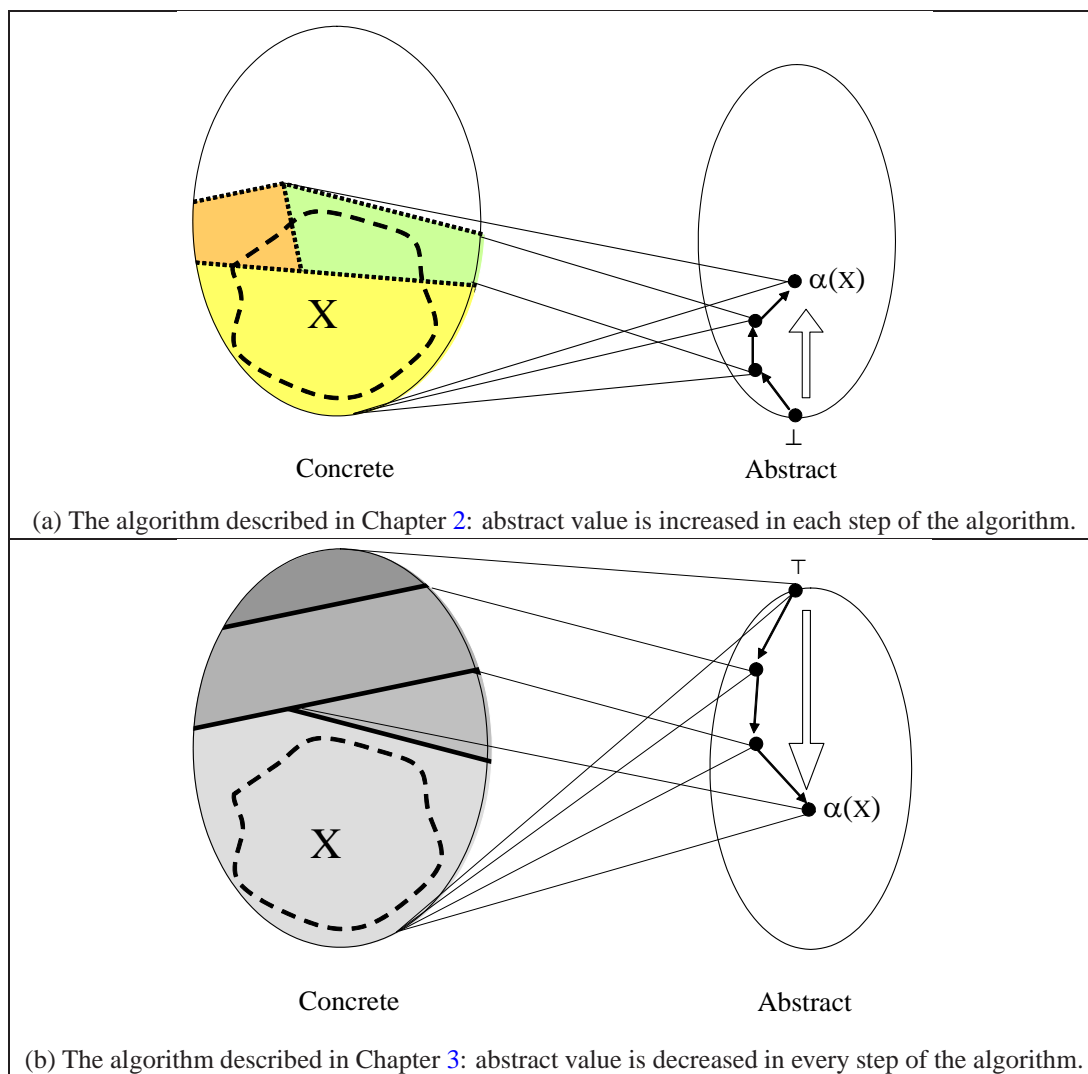 X
α(X)
⊥
Concrete Abstract
(a) The algorithm described in Chapter 2: abstract value is increased in each step of the algorithm.
⊤
α(X)
X
Concrete Abstract
(b) The algorithm described in Chapter 3: abstract value is decreased in every step of the algorithm.